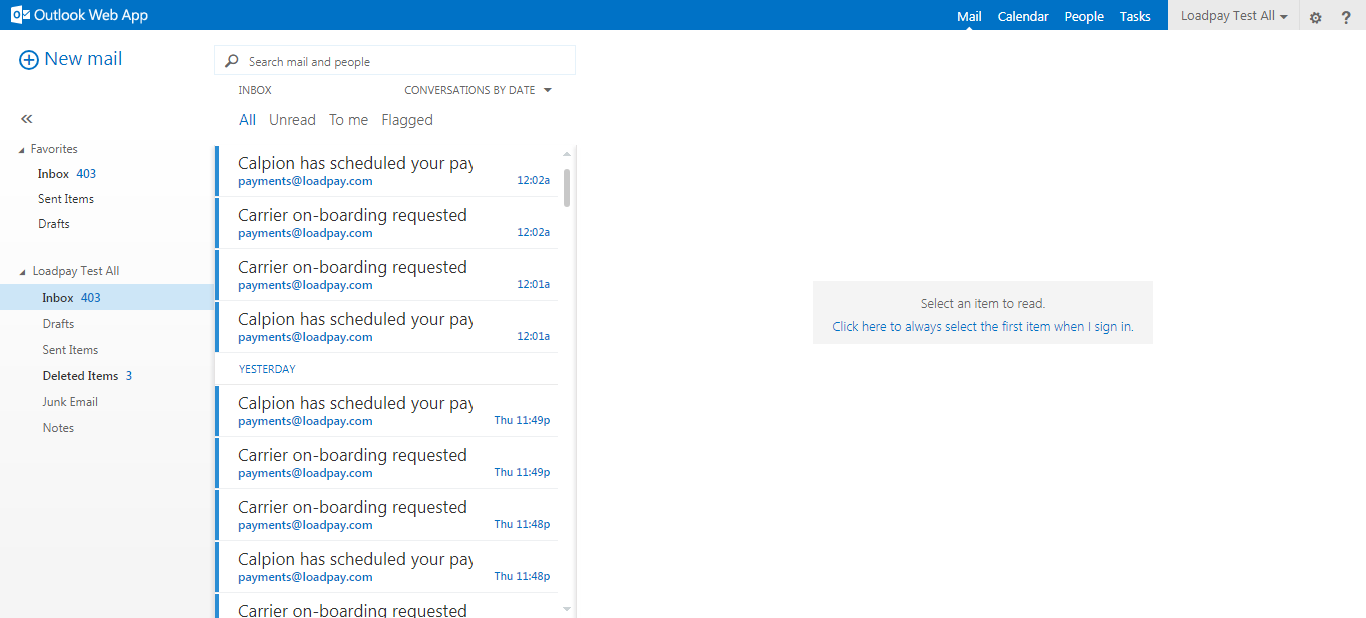 Outlook Web App
Mail Calendar People Tasks Loadpay Test All ?
New mail
Search mail and people
INBOX CONVERSATIONS BY DATE
All Unread To me Flagged
Favorites
Inbox 403
Sent Items
Drafts
Loadpay Test All
Inbox 403
Drafts
Sent Items
Deleted Items 3
Junk Email
Notes
Calpion has scheduled your pay
payments@loadpay.com 12:02a
Carrier on-boarding requested
payments@loadpay.com 12:02a
Carrier on-boarding requested
payments@loadpay.com 12:01a
Calpion has scheduled your pay
payments@loadpay.com 12:01a
YESTERDAY
Calpion has scheduled your pay
payments@loadpay.com Thu 11:49p
Carrier on-boarding requested
payments@loadpay.com Thu 11:49p
Carrier on-boarding requested
payments@loadpay.com Thu 11:48p
Calpion has scheduled your pay
payments@loadpay.com Thu 11:48p
Carrier on-boarding requested
Select an item to read.
Click here to always select the first item when I sign in.